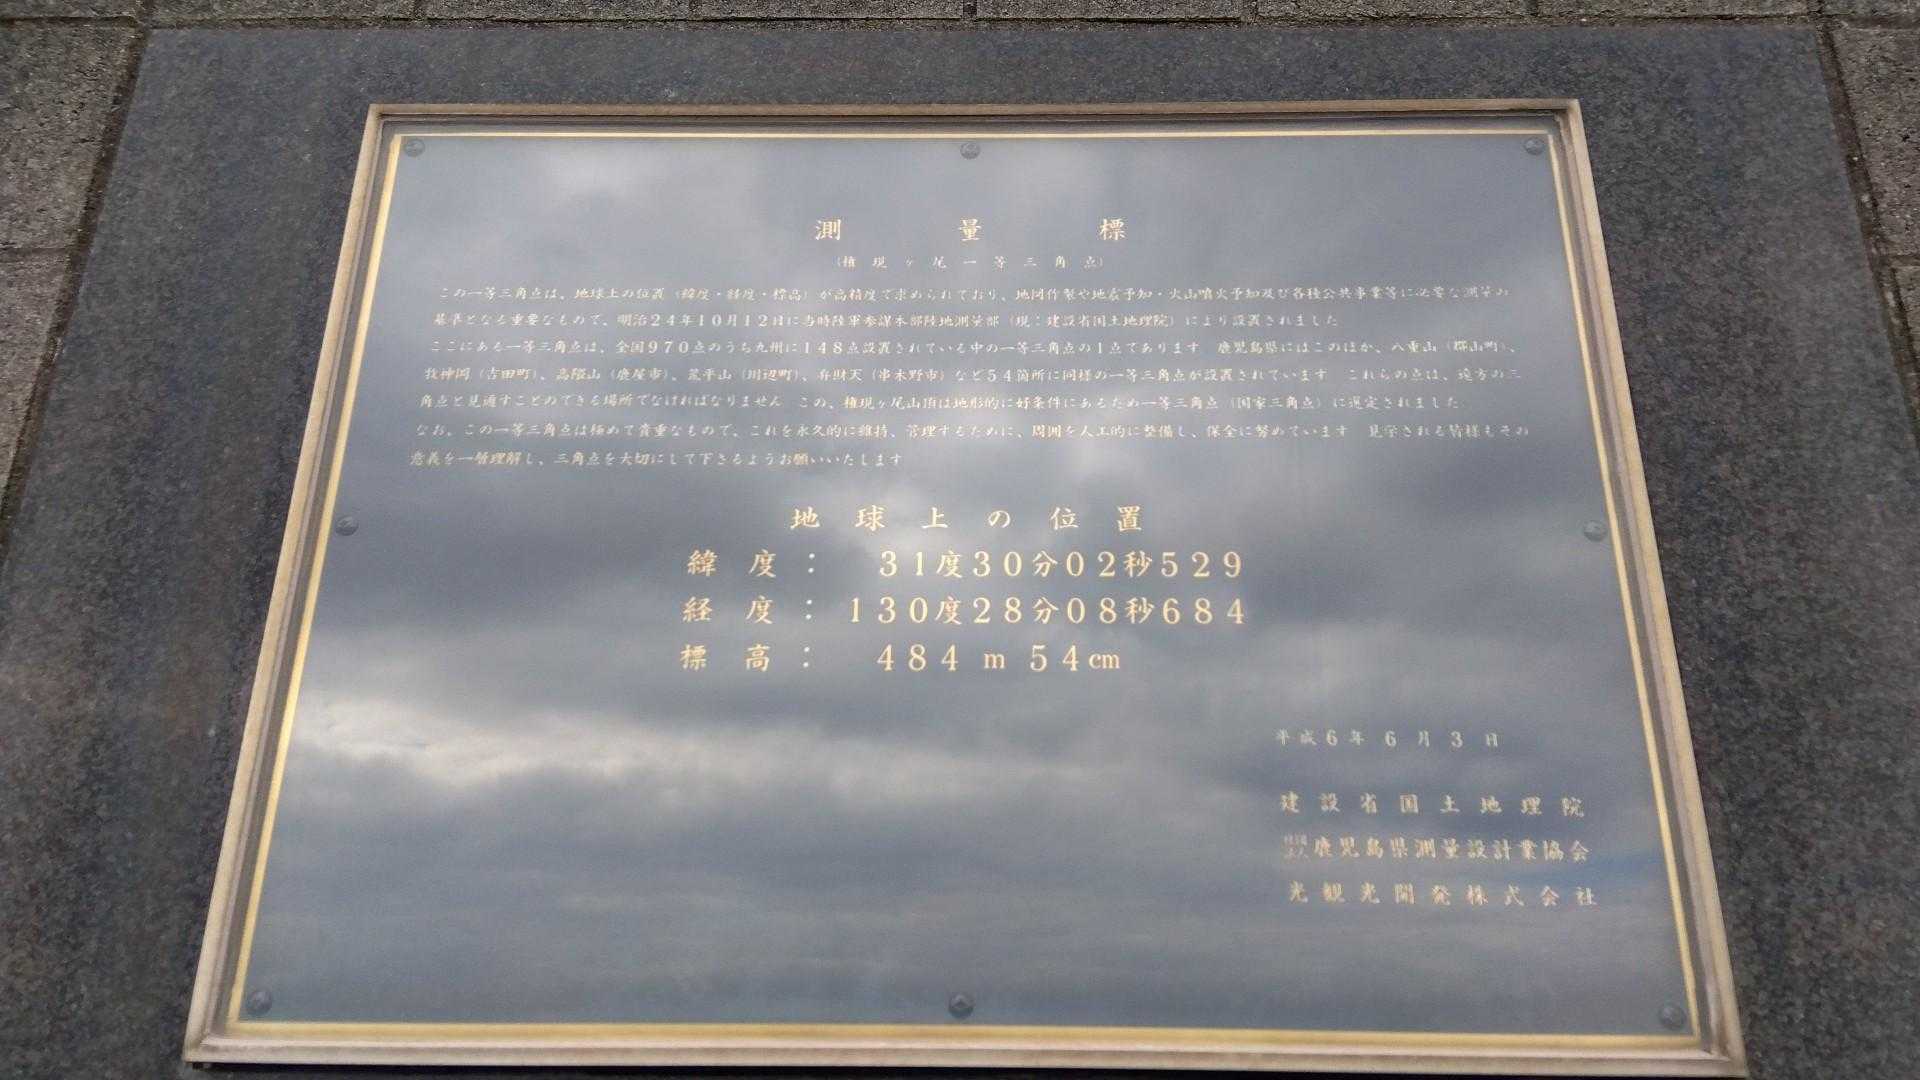 測量標
(権現ヶ尾一等三角点)
この一等三角点は、地球上の位置（緯度・経度・標高）が高精度で求められており、地図作製や地震予知・火山噴火予知及び各種公共事業等に必要な測量の
基準となる重要なもので、明治24年10月12日に当時陸軍参謀本部陸地測量部（現：建設省国土地理院）により設置されました
ここにある一等三角点は、全国970点のうち九州に148点設置されている中の一等三角点の1点であります 鹿児島県にはこのほか、八重山（郡山町）、
牧神岡（吉田町）、高隈山（鹿屋市）、荒平山（川辺町）、弁財天（串木野市）など54箇所に同様の一等三角点が設置されています これらの点は、遠方の三
角点と見通すことのできる場所でなければなりません この、権現ヶ尾山頂は地形的に好条件にあるため一等三角点（国家三角点）に選定されました
なお、この一等三角点は極めて貴重なもので、これを永久的に維持、管理するために、周囲を人工的に整備し、保全に努めています 見学される皆様もその
意義を一層理解し、三角点を大切にして下さるようお願いいたします
地球上の位置
緯度： 31度30分02秒529
経度：130度28分08秒684
標高： 484m54cm
平成6年6月3日
建設省国土地理院
社団法人鹿児島県測量設計業協会
光観光開発株式会社